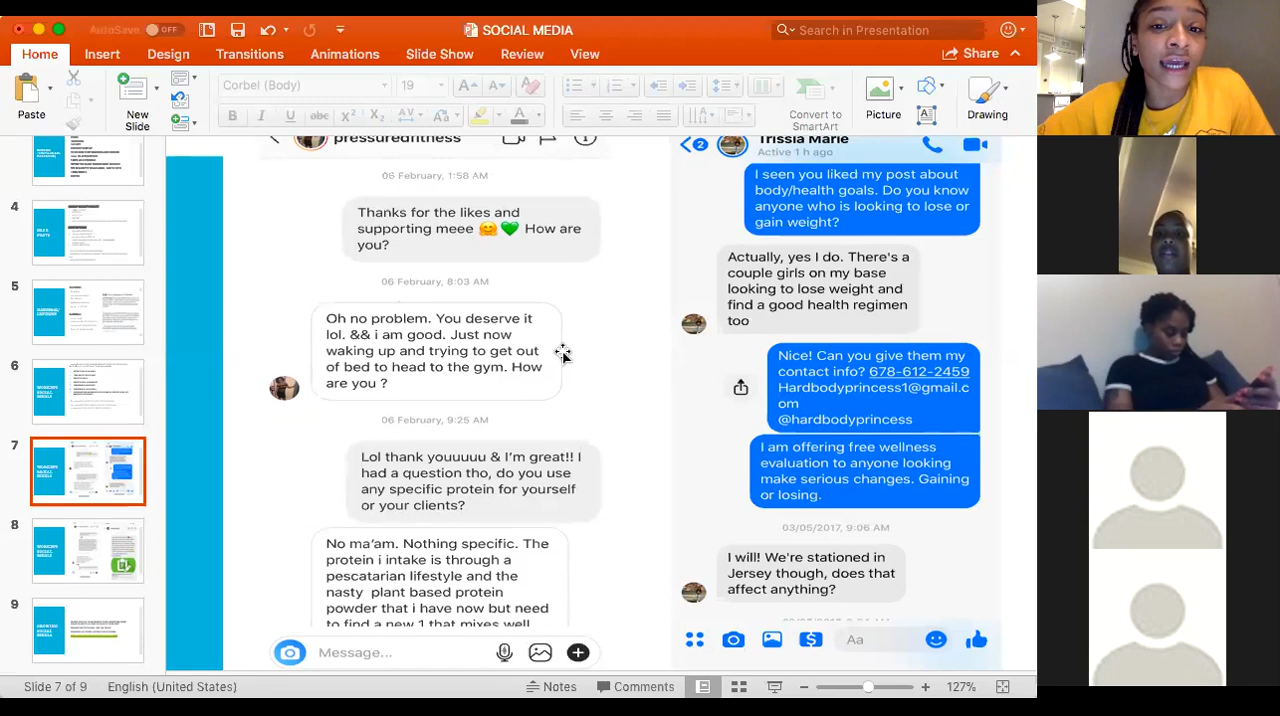 AutoSave OFF
SOCIAL MEDIA
Search in Presentation
Home Insert Design Transitions Animations Slide Show Review View
Share
Paste
New
Slide
Corbel (Body)
19
Convert to
SmartArt
Picture
Drawing
4
5
6
7
8
9
pressuredfitness
06 February, 1:58 AM
Thanks for the likes and
supporting meee 😊 💚 How are
you?
06 February, 8:03 AM
Oh no problem. You deserve it
lol. && i am good. Just now
waking up and trying to get out
of bed to head to the gym. How
are you ?
06 February, 9:25 AM
Lol thank youuuuu & I'm great!! I
had a question tho, do you use
any specific protein for yourself
or your clients?
No ma'am. Nothing specific. The
protein i intake is through a
pescatarian lifestyle and the
nasty plant based protein
powder that i have now but need
to find a new 1 that mixes well
Message...
2
Trissia Marie
Active 1 h ago
I seen you liked my post about
body/health goals. Do you know
anyone who is looking to lose or
gain weight?
Actually, yes I do. There's a
couple girls on my base
looking to lose weight and
find a good health regimen
too
Nice! Can you give them my
contact info? 678-612-2459
Hardbodyprincess1@gmail.c
om
@hardbodyprincess
I am offering free wellness
evaluation to anyone looking
make serious changes. Gaining
or losing.
03/05/2017, 9:06 AM
I will! We're stationed in
Jersey though, does that
affect anything?
Aa
Slide 7 of 9
English (United States)
Notes
Comments
127%